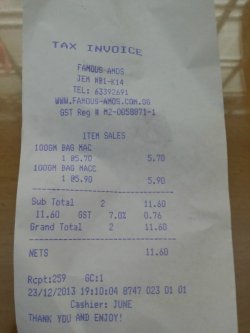 TAX INVOICE
FAMOUS AMOS
JEM #B1-K14
TEL: 63392691
WWW.FAMOUS-AMOS.COM.SG
GST Reg # M2-0058071-1
ITEM SALES
100GM BAG MAC
1 @5.70 5.70
100GM BAG MACC
1 @5.90 5.90
Sub Total 2 11.60
11.60 GST 7.0% 0.76
Grand Total 2 11.60
NETS 11.60
Rcpt:259 GC:1
23/12/2013 19:10:04 8747 023 01 01
Cashier: JUNE
THANK YOU AND ENJOY!